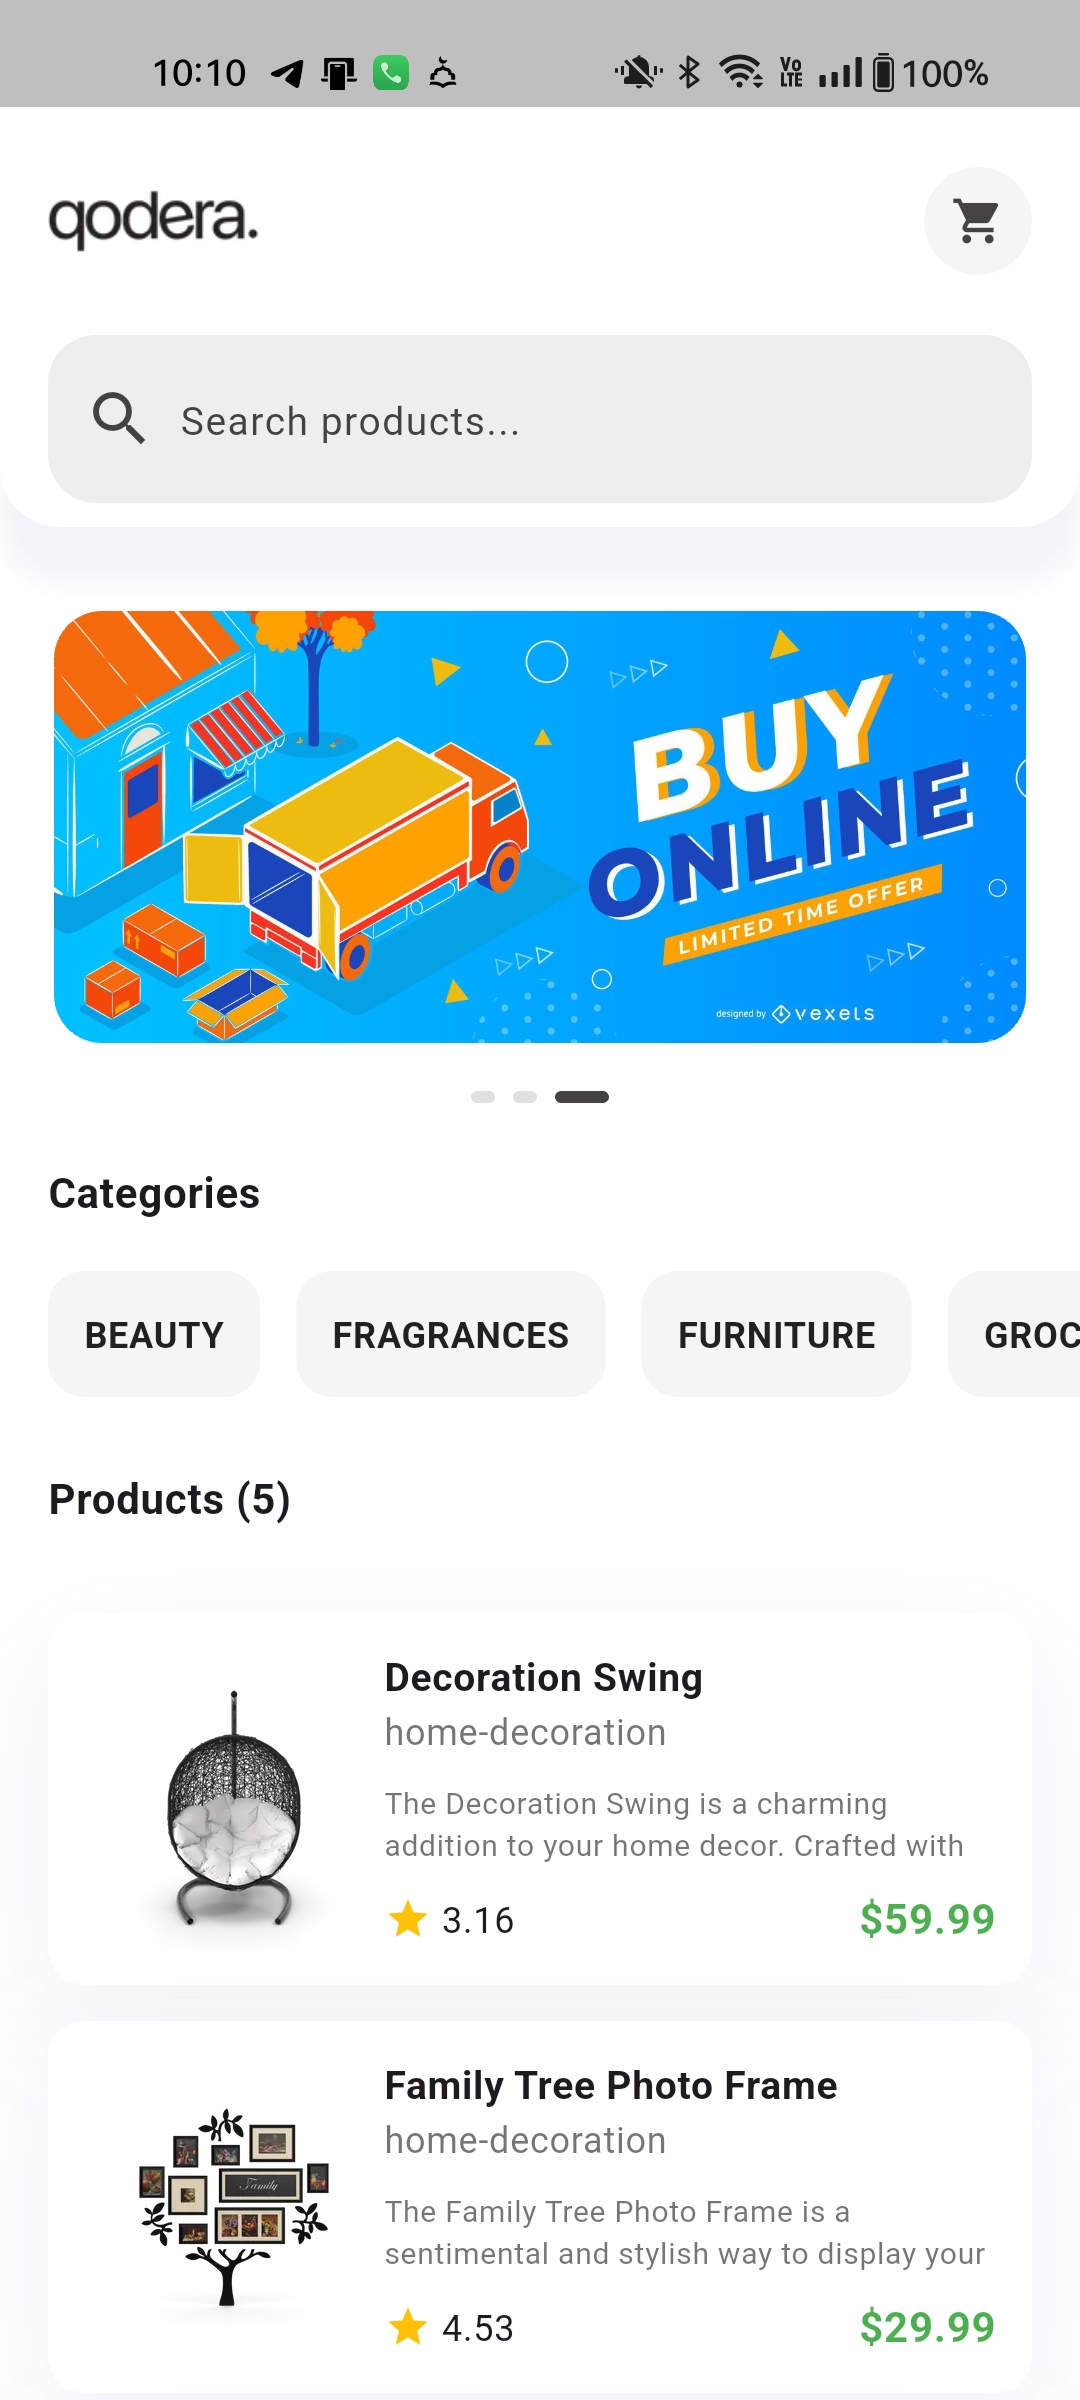 10:10
Vo
LTE
100%
qodera.
Search products...
BUY
ONLINE
LIMITED TIME OFFER
designed by vexels
Categories
BEAUTY
FRAGRANCES
FURNITURE
GROC
Products (5)
Decoration Swing
home-decoration
The Decoration Swing is a charming
addition to your home decor. Crafted with
3.16
$59.99
Family Tree Photo Frame
home-decoration
Family
The Family Tree Photo Frame is a
sentimental and stylish way to display your
4.53
$29.99